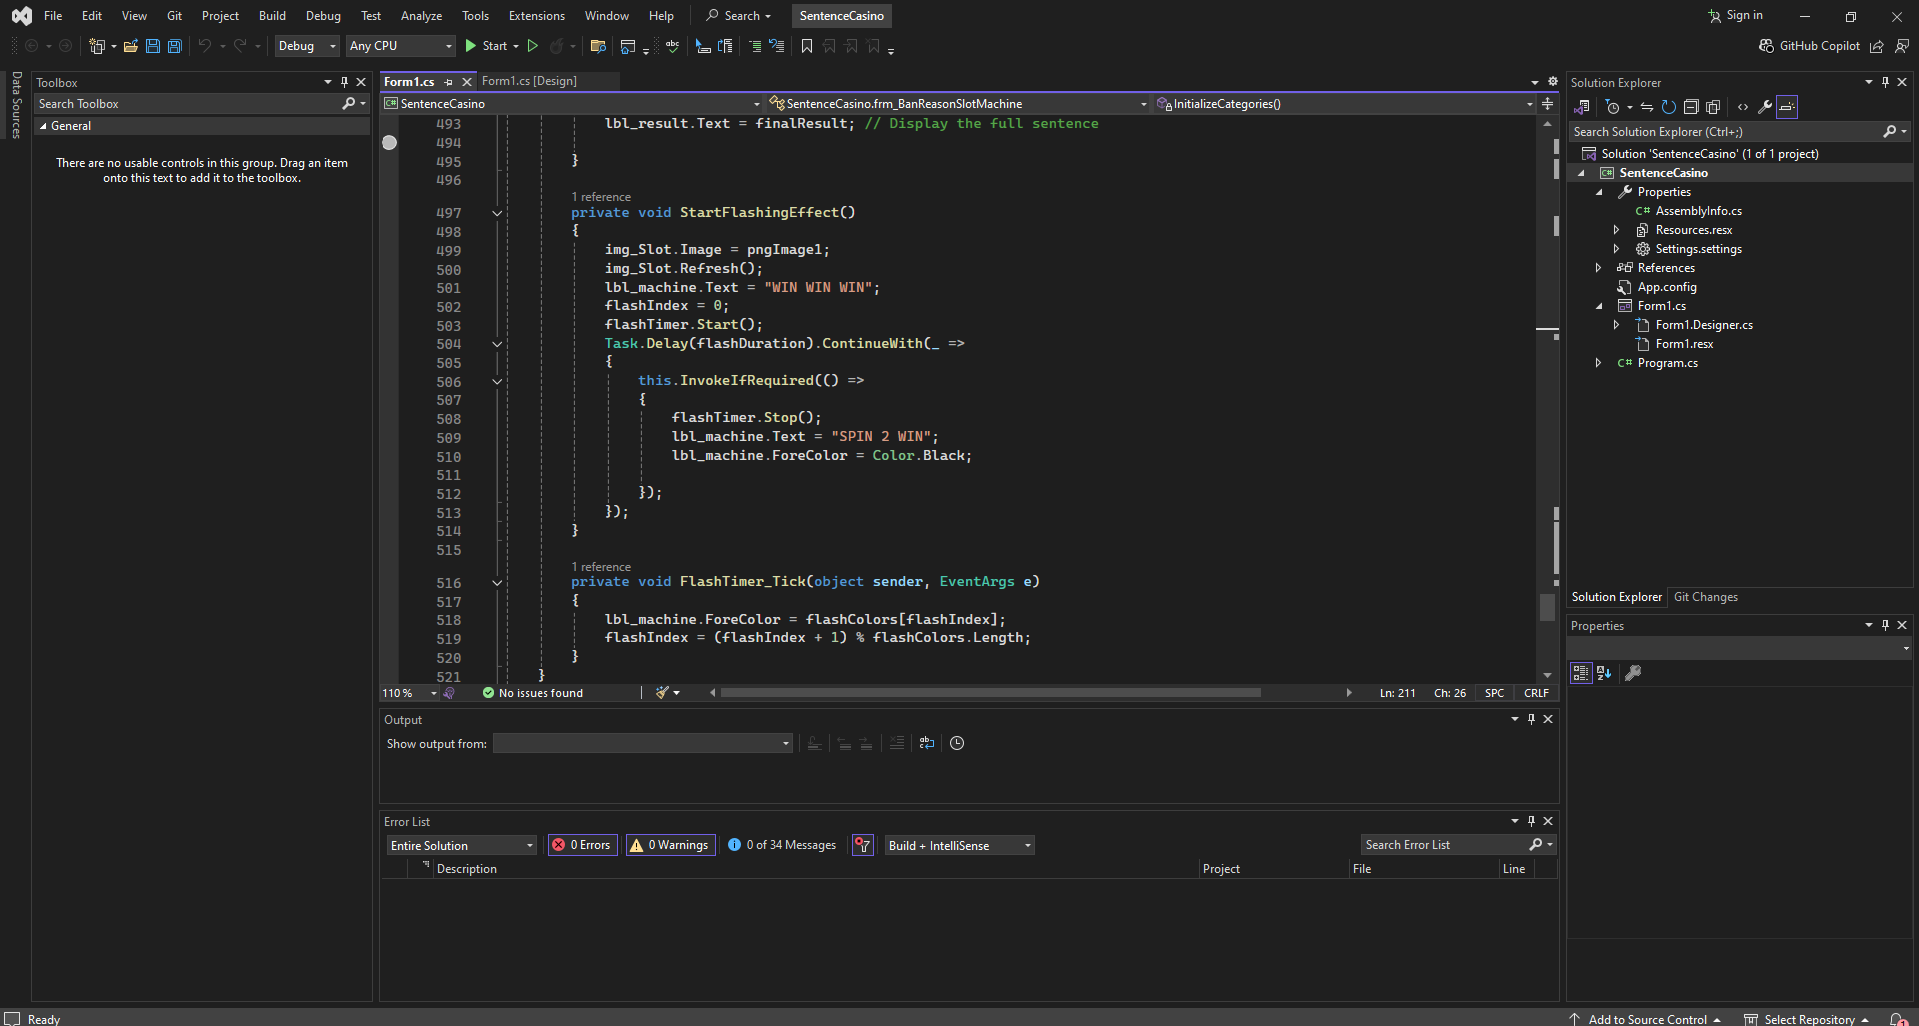 File Edit View Git Project Build Debug Test Analyze Tools Extensions Window Help Search SentenceCasino Sign in
Debug Any CPU Start GitHub Copilot
Data Sources
Toolbox
Search Toolbox
General
There are no usable controls in this group. Drag an item
onto this text to add it to the toolbox.
Form1.cs Form1.cs [Design]
SentenceCasino SentenceCasino.frm_BanReasonSlotMachine InitializeCategories()
493 lbl_result.Text = finalResult; // Display the full sentence
494
495 }
496
1 reference
497 private void StartFlashingEffect()
498 {
499 img_Slot.Image = pngImage1;
500 img_Slot.Refresh();
501 lbl_machine.Text = "WIN WIN WIN";
502 flashIndex = 0;
503 flashTimer.Start();
504 Task.Delay(flashDuration).ContinueWith(_ =>
505 {
506 this.InvokeIfRequired(() =>
507 {
508 flashTimer.Stop();
509 lbl_machine.Text = "SPIN 2 WIN";
510 lbl_machine.ForeColor = Color.Black;
511
512 });
513 });
514 }
515
1 reference
516 private void FlashTimer_Tick(object sender, EventArgs e)
517 {
518 lbl_machine.ForeColor = flashColors[flashIndex];
519 flashIndex = (flashIndex + 1) % flashColors.Length;
520 }
521 }
110 % No issues found Ln: 211 Ch: 26 SPC CRLF
Output
Show output from:
Error List
Entire Solution 0 Errors 0 Warnings 0 of 34 Messages Build + IntelliSense Search Error List
Description Project File Line
Solution Explorer
Search Solution Explorer (Ctrl+;)
Solution 'SentenceCasino' (1 of 1 project)
C# SentenceCasino
Properties
C# AssemblyInfo.cs
Resources.resx
Settings.settings
References
App.config
Form1.cs
Form1.Designer.cs
Form1.resx
C# Program.cs
Solution Explorer Git Changes
Properties
Ready Add to Source Control Select Repository 1